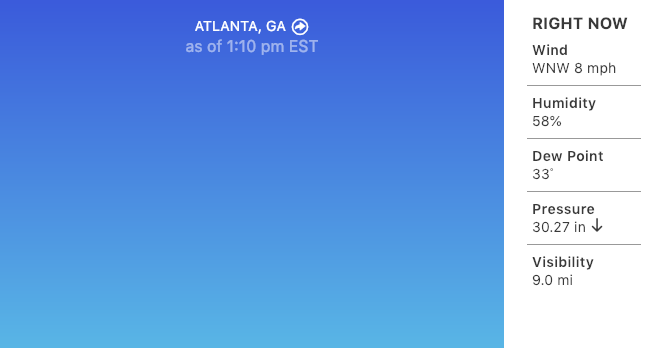 ATLANTA, GA
as of 1:10 pm EST
RIGHT NOW
Wind
WNW 8 mph
Humidity
58%
Dew Point
33°
Pressure
30.27 in ↓
Visibility
9.0 mi